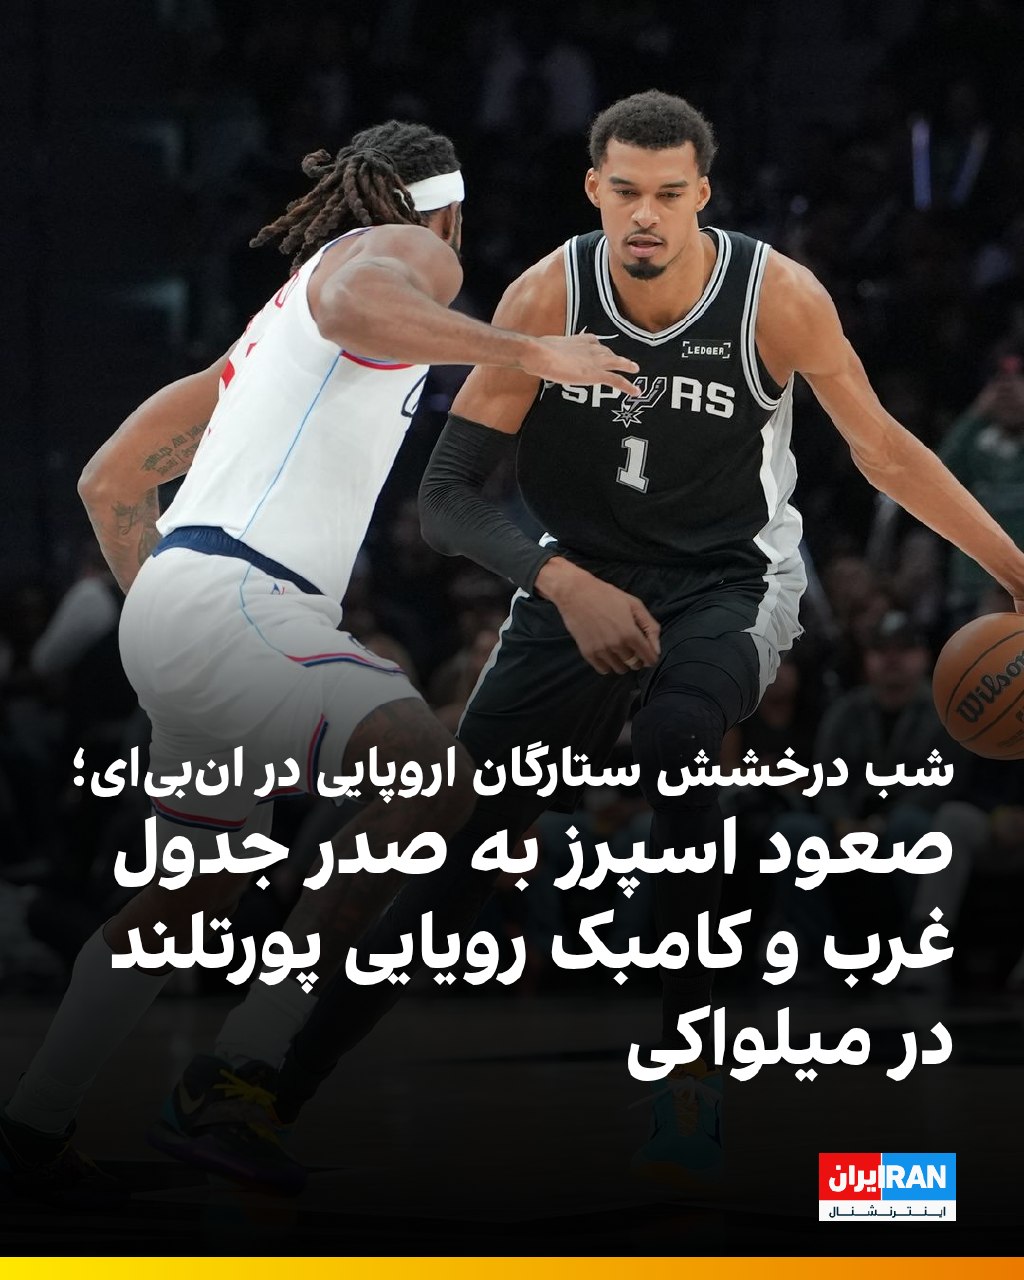 LEDGER
SPURS
1
Wilson
شب درخشش ستارگان اروپایی در ان‌بی‌ای؛
صعود اسپرز به صدر جدول
غرب و کامبک رویایی پورتلند
در میلواکی
ایران IRAN
اینترنشنال